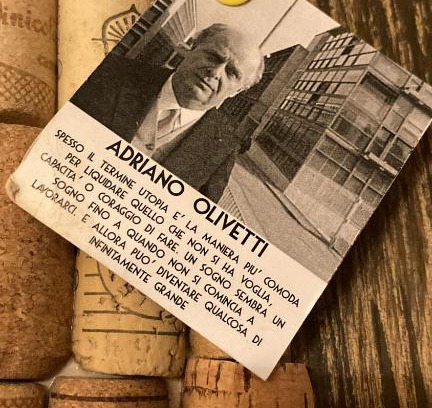 ADRIANO OLIVETTI
SPESSO IL TERMINE UTOPIA E' LA MANIERA PIU' COMODA
PER LIQUIDARE QUELLO CHE NON SI HA VOGLIA,
CAPACITA' O CORAGGIO DI FARE. UN SOGNO SEMBRA UN
SOGNO FINO A QUANDO NON SI COMINCIA A
LAVORARCI. E ALLORA PUO' DIVENTARE QUALCOSA DI
INFINITAMENTE GRANDE